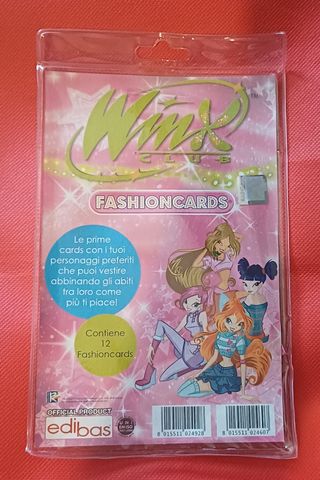 Winx
CLUB
TM
FASHIONCARDS
Le prime
cards con i tuoi
personaggi preferiti
che puoi vestire
abbinando gli abiti
tra loro come
più ti piace!
Contiene
12
Fashioncards
OFFICIAL PRODUCT
edibas
8 015511 024928
8 015511 024607